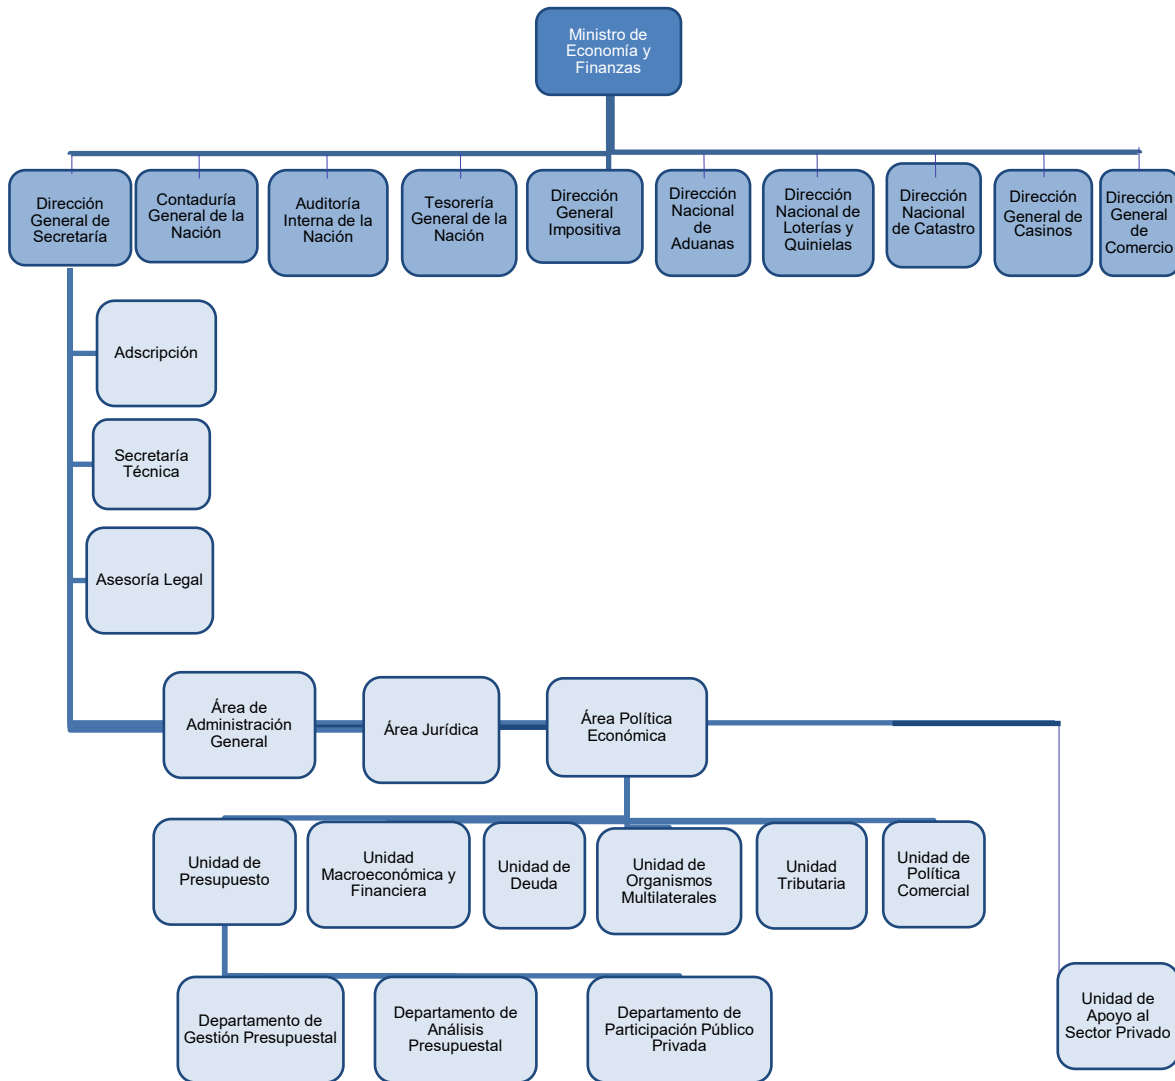 Ministro de
Economía y
Finanzas
Dirección
General de
Secretaría
Contaduría
General de la
Nación
Auditoría
Interna de la
Nación
Tesorería
General de la
Nación
Dirección
General
Impositiva
Dirección
Nacional
de
Aduanas
Dirección
Nacional de
Loterías y
Quinielas
Dirección
Nacional
de Catastro
Dirección
General de
Casinos
Dirección
General
de
Comercio
Adscripción
Secretaría
Técnica
Asesoría Legal
Área de
Administración
General
Área Jurídica
Área Política
Económica
Unidad de
Presupuesto
Unidad
Macroeconómica y
Financiera
Unidad de
Deuda
Unidad de
Organismos
Multilaterales
Unidad
Tributaria
Unidad de
Política
Comercial
Departamento de
Gestión Presupuestal
Departamento de
Análisis
Presupuestal
Departamento de
Participación Público
Privada
Unidad de
Apoyo al
Sector Privado